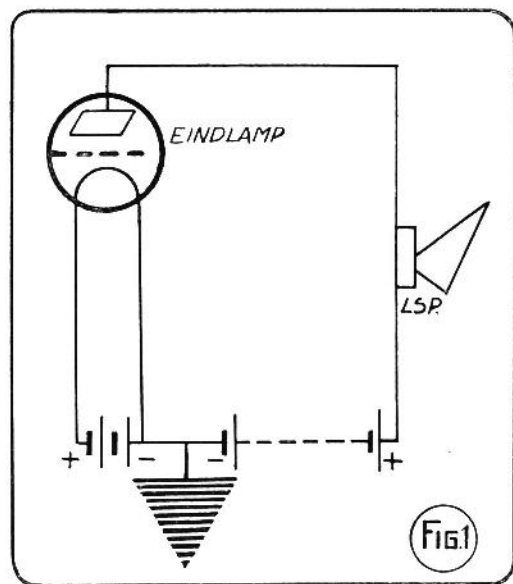 EINDLAMP
LSP.
+ - - +
FIG.1